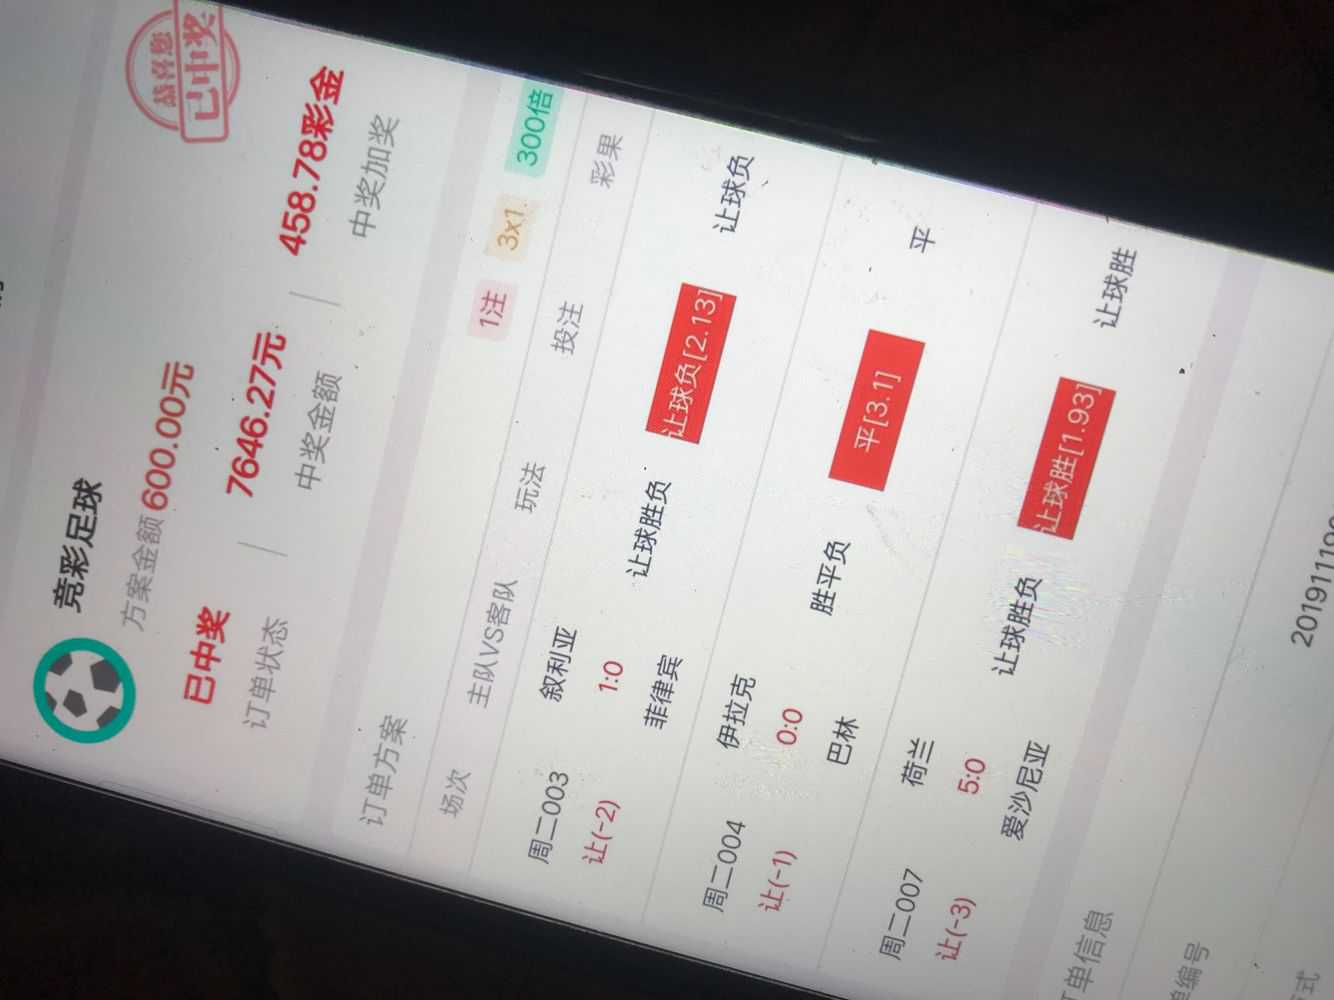 竞彩足球
方案金额 600.00元
恭喜您
已中奖
已中奖 7646.27元 458.78彩金
订单状态 中奖金额 中奖加奖
订单方案 1注 3x1 300倍
场次 主队VS客队 玩法 投注 彩果
周二003 叙利亚
让(-2) 1:0 让球胜负 让球负[2.13] 让球负
菲律宾
周二004 伊拉克
让(-1) 0:0 胜平负 平[3.1] 平
巴林
周二007 荷兰
让(-3) 5:0 让球胜负 让球胜[1.93] 让球胜
爱沙尼亚
订单信息
单编号 20191119
式